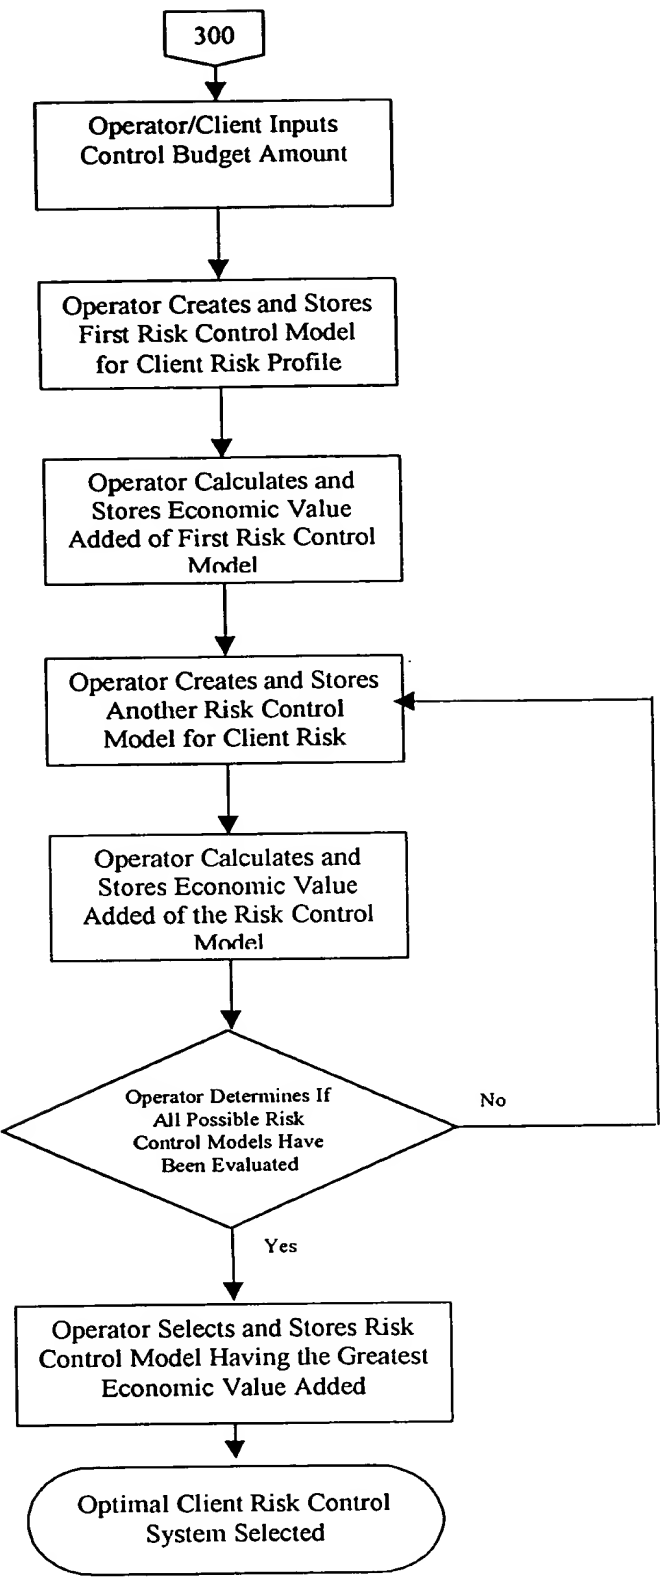 300
Operator/Client Inputs
Control Budget Amount
Operator Creates and Stores
First Risk Control Model
for Client Risk Profile
Operator Calculates and
Stores Economic Value
Added of First Risk Control
Model
Operator Creates and Stores
Another Risk Control
Model for Client Risk
Operator Calculates and
Stores Economic Value
Added of the Risk Control
Model
Operator Determines If
All Possible Risk
Control Models Have
Been Evaluated
No
Yes
Operator Selects and Stores Risk
Control Model Having the Greatest
Economic Value Added
Optimal Client Risk Control
System Selected